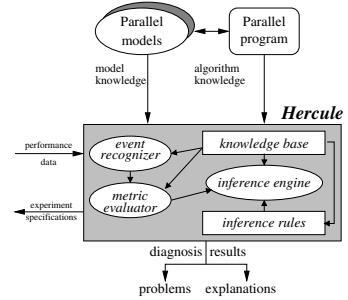 Parallel
models
Parallel
program
model
knowledge
algorithm
knowledge
Hercule
performance
data
event
recognizer
knowledge base
metric
evaluator
inference engine
experiment
specifications
inference rules
diagnosis results
problems
explanations